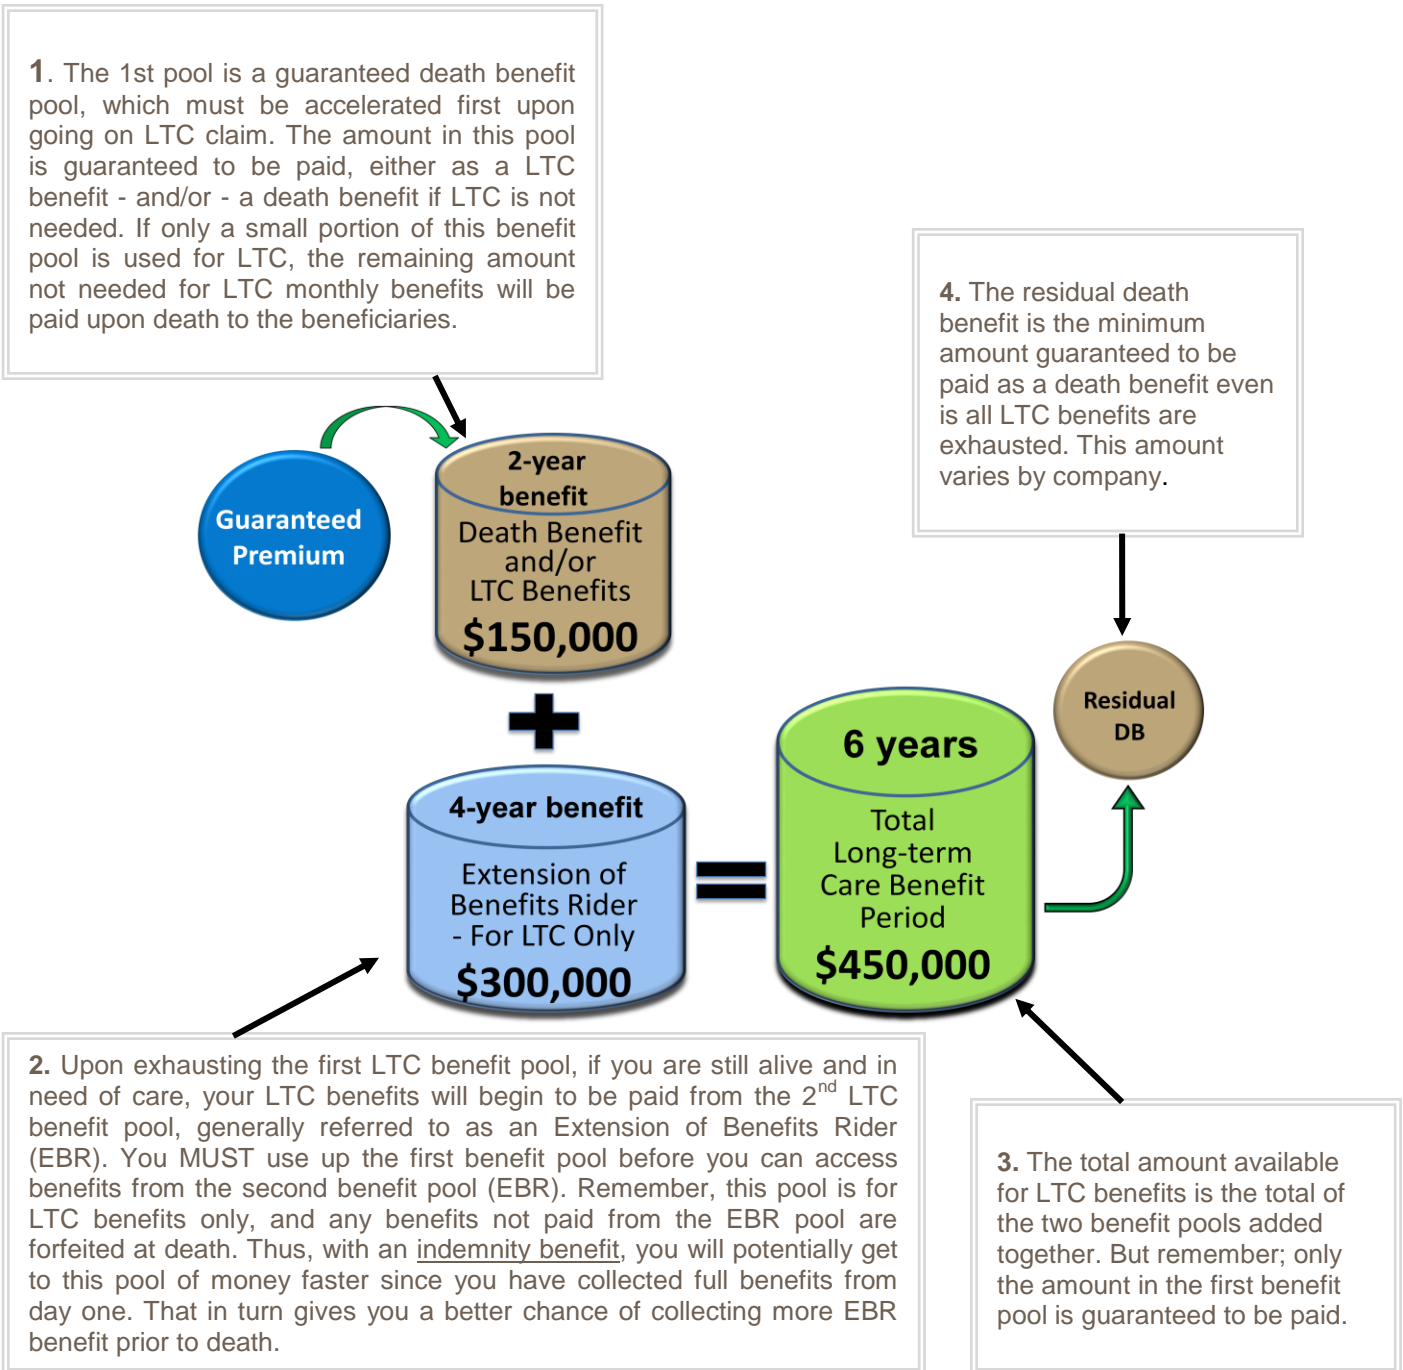 1. The 1st pool is a guaranteed death benefit
pool, which must be accelerated first upon
going on LTC claim. The amount in this pool
is guaranteed to be paid, either as a LTC
benefit - and/or - a death benefit if LTC is not
needed. If only a small portion of this benefit
pool is used for LTC, the remaining amount
not needed for LTC monthly benefits will be
paid upon death to the beneficiaries.
4. The residual death
benefit is the minimum
amount guaranteed to be
paid as a death benefit even
is all LTC benefits are
exhausted. This amount
varies by company.
Guaranteed
Premium
2-year
benefit
Death Benefit
and/or
LTC Benefits
$150,000
4-year benefit
Extension of
Benefits Rider
- For LTC Only
$300,000
6 years
Total
Long-term
Care Benefit
Period
$450,000
Residual
DB
2. Upon exhausting the first LTC benefit pool, if you are still alive and in
need of care, your LTC benefits will begin to be paid from the 2nd LTC
benefit pool, generally referred to as an Extension of Benefits Rider
(EBR). You MUST use up the first benefit pool before you can access
benefits from the second benefit pool (EBR). Remember, this pool is for
LTC benefits only, and any benefits not paid from the EBR pool are
forfeited at death. Thus, with an indemnity benefit, you will potentially get
to this pool of money faster since you have collected full benefits from
day one. That in turn gives you a better chance of collecting more EBR
benefit prior to death.
3. The total amount available
for LTC benefits is the total of
the two benefit pools added
together. But remember; only
the amount in the first benefit
pool is guaranteed to be paid.